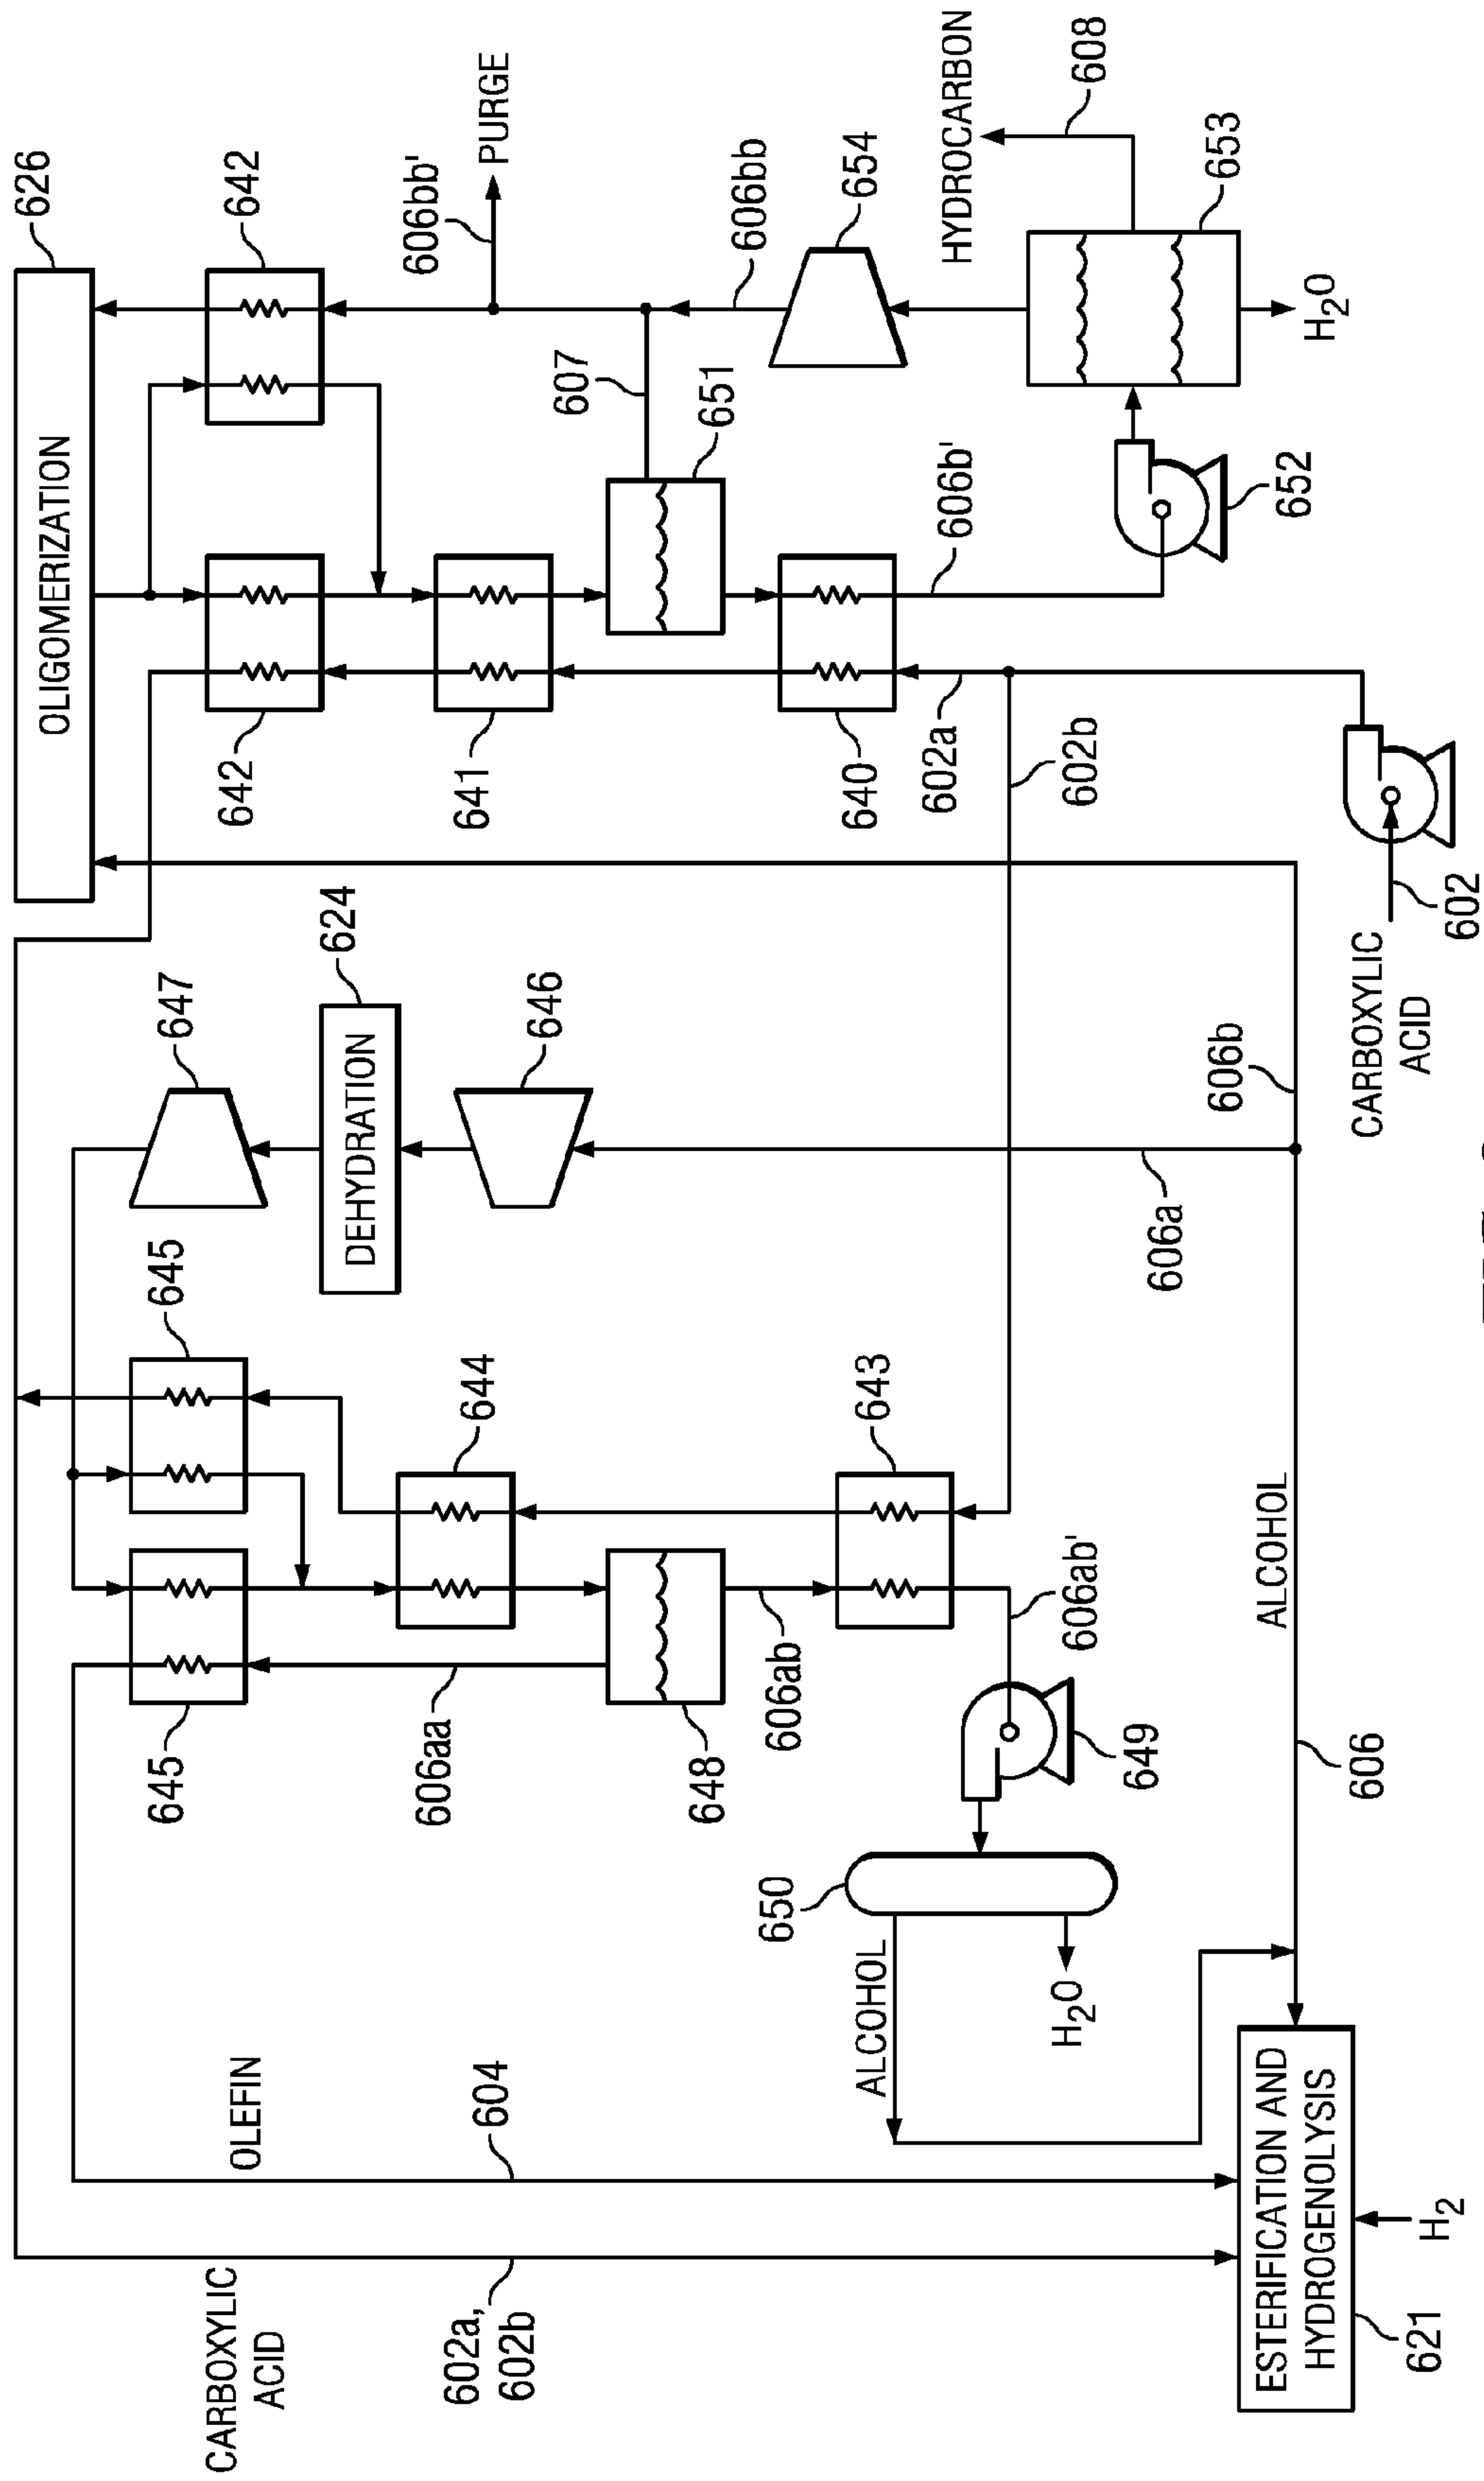 626
OLIGOMERIZATION
645
645
647
CARBOXYLIC
ACID
OLEFIN
642
642
624
DEHYDRATION
606aa
606bb'
602a,
602b
604
644
641
PURGE
646
607
648
651
606bb
650
606ab
640
654
643
ALCOHOL
602a
606b'
HYDROCARBON
H2O
606ab'
602b
608
649
606a
653
606b
ALCOHOL
ESTERIFICATION AND
HYDROGENOLYSIS
652
H2O
606
CARBOXYLIC
ACID
621
H2
602